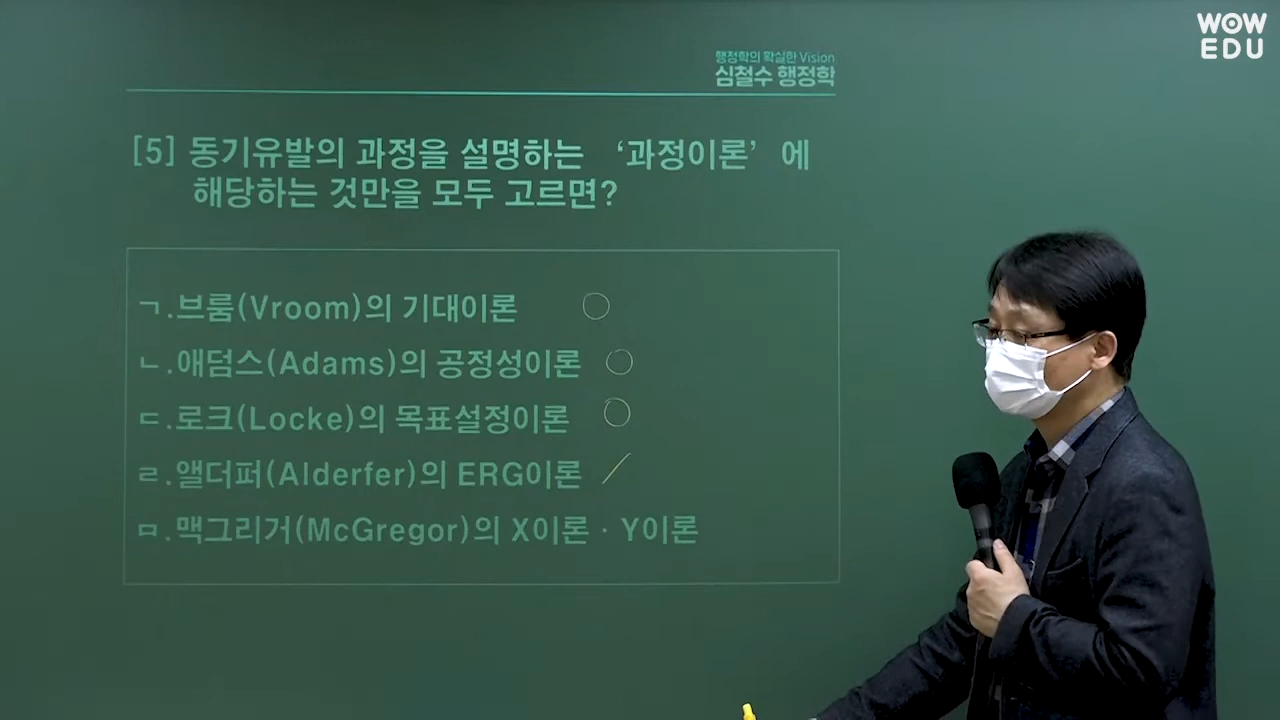 WOW
EDU
행정학의 확실한 Vision
심철수 행정학
[5] 동기유발의 과정을 설명하는 ‘과정이론’에
해당하는 것만을 모두 고르면?
ㄱ.브룸(Vroom)의 기대이론
ㄴ.애덤스(Adams)의 공정성이론
ㄷ.로크(Locke)의 목표설정이론
ㄹ.앨더퍼(Alderfer)의 ERG이론
ㅁ.맥그리거(McGregor)의 X이론 · Y이론